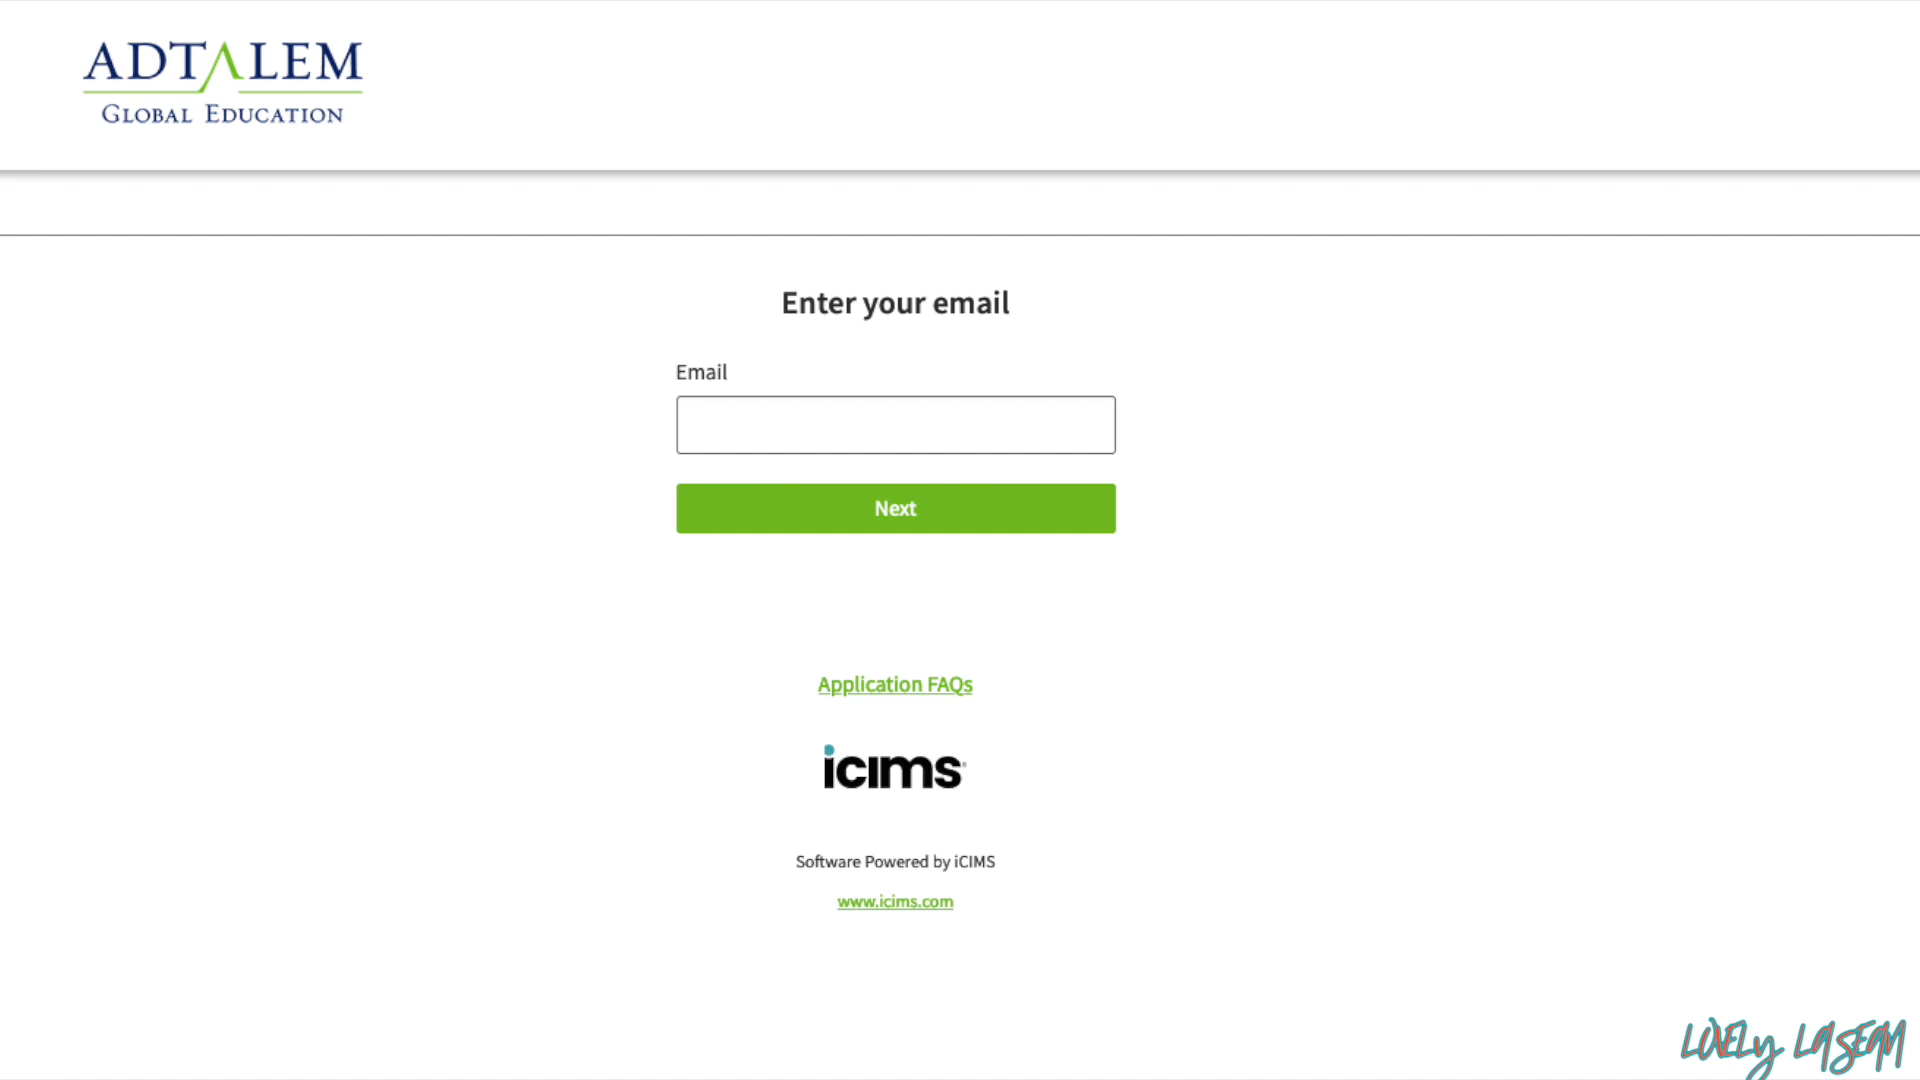 ADTALEM
GLOBAL EDUCATION
Enter your email
Email
Next
Application FAQs
icims
Software Powered by iCIMS
www.icims.com
LOVELy LASEAM